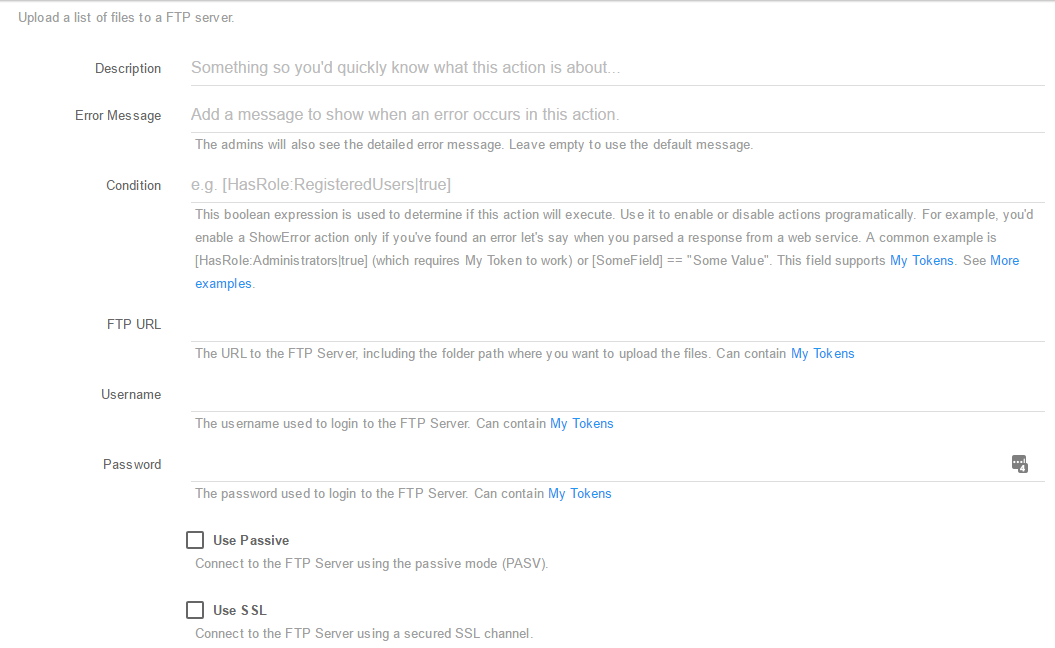 Upload a list of files to a FTP server.
Description
Something so you'd quickly know what this action is about...
Error Message
Add a message to show when an error occurs in this action.
The admins will also see the detailed error message. Leave empty to use the default message.
Condition
e.g. [HasRole:RegisteredUsers|true]
This boolean expression is used to determine if this action will execute. Use it to enable or disable actions programatically. For example, you'd
enable a ShowError action only if you've found an error let's say when you parsed a response from a web service. A common example is
[HasRole:Administrators|true] (which requires My Token to work) or [SomeField] == "Some Value". This field supports My Tokens. See More
examples.
FTP URL
The URL to the FTP Server, including the folder path where you want to upload the files. Can contain My Tokens
Username
The username used to login to the FTP Server. Can contain My Tokens
Password
4
The password used to login to the FTP Server. Can contain My Tokens
Use Passive
Connect to the FTP Server using the passive mode (PASV).
Use SSL
Connect to the FTP Server using a secured SSL channel.